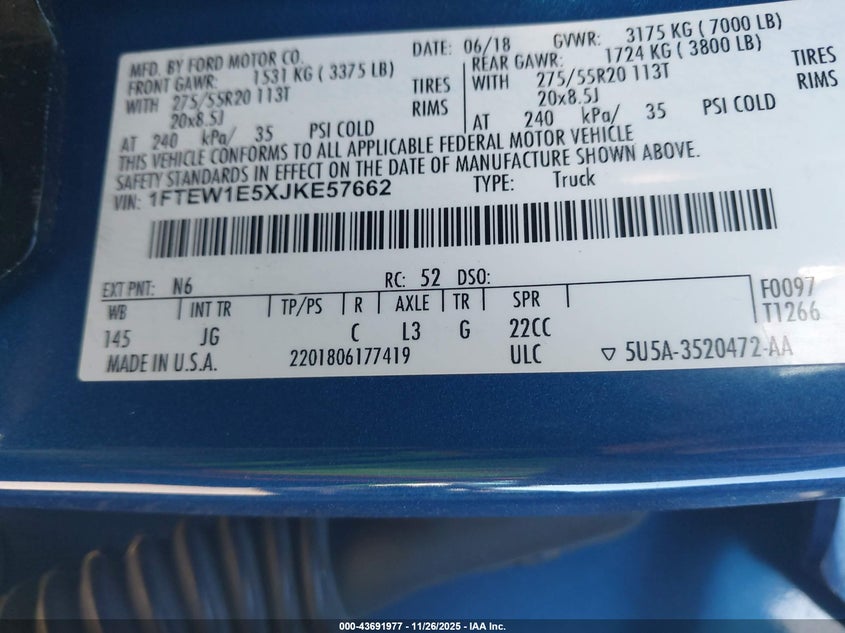 MFD. BY FORD MOTOR CO.
DATE: 06/18 GVWR: 3175 KG ( 7000 LB)
FRONT GAWR: 1531 KG ( 3375 LB)
REAR GAWR: 1724 KG ( 3800 LB)
WITH 275/55R20 113T TIRES
WITH 275/55R20 113T TIRES
20x8.5J RIMS
20x8.5J RIMS
AT 240 kPa/ 35 PSI COLD
AT 240 kPa/ 35 PSI COLD
THIS VEHICLE CONFORMS TO ALL APPLICABLE FEDERAL MOTOR VEHICLE
SAFETY STANDARDS IN EFFECT ON THE DATE OF MANUFACTURE SHOWN ABOVE.
VIN: 1FTEW1E5XJKE57662 TYPE: Truck
EXT PNT: N6 RC: 52 DSO:
WB INT TR TP/PS R AXLE TR SPR F0097
145 JG C L3 G 22CC T1266
MADE IN U.S.A. 2201806177419 ULC ▽ 5U5A-3520472-AA
000-43691977 - 11/26/2025 - IAA Inc.